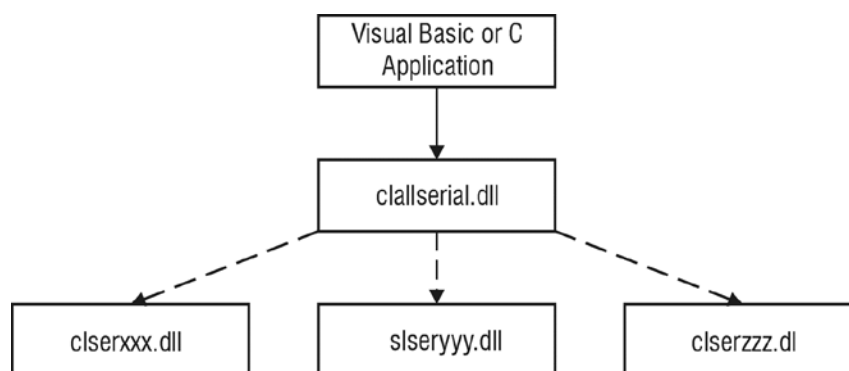 Visual Basic or C
Application
clallserial.dll
clserxxx.dll
slseryyy.dll
clserzzz.dl